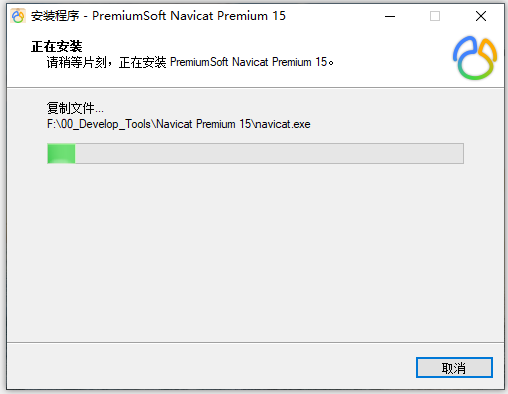 安装程序 - PremiumSoft Navicat Premium 15
正在安装
请稍等片刻，正在安装 PremiumSoft Navicat Premium 15。
复制文件...
F:\00_Develop_Tools\Navicat Premium 15\navicat.exe
取消